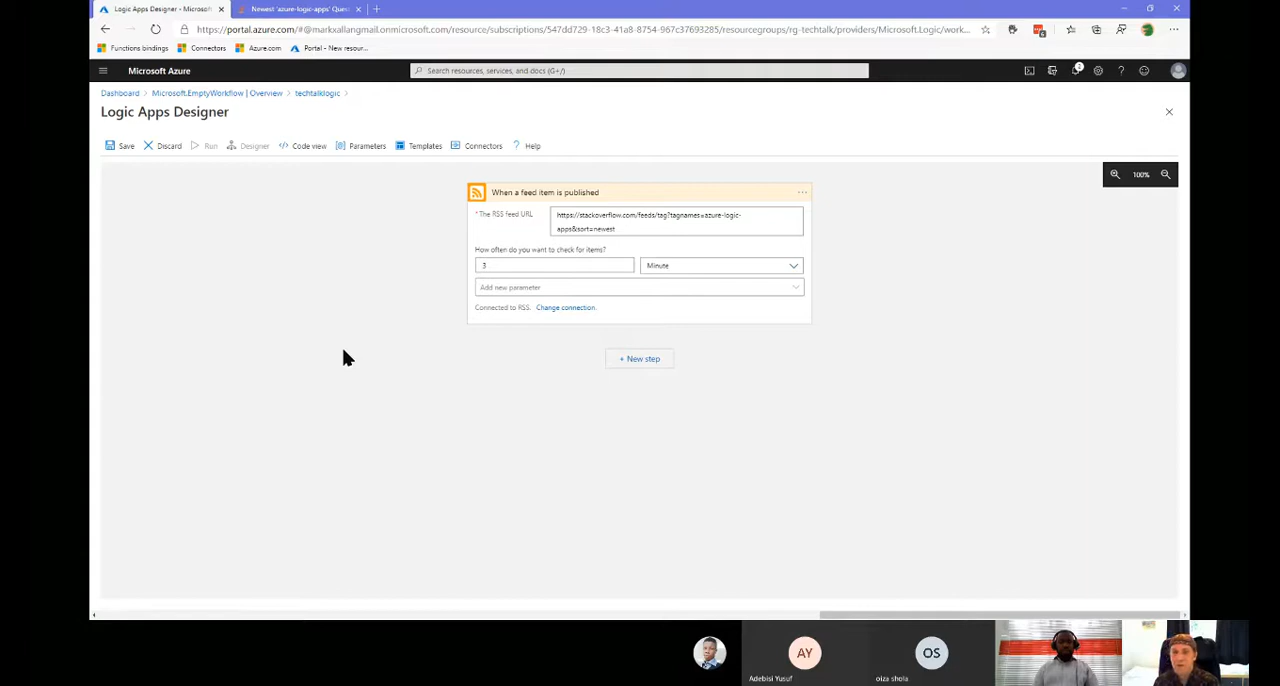 Logic Apps Designer - Microsoft
Newest 'azure-logic-apps' Quest
https://portal.azure.com/#@markxallangmail.onmicrosoft.com/resource/subscriptions/547dd729-18c3-41a8-8754-967c37693285/resourcegroups/rg-techtalk/providers/Microsoft.Logic/work...
Functions bindings
Connectors
Azure.com
Portal - New resour...
Microsoft Azure
Search resources, services, and docs (G+/)
Dashboard > Microsoft.EmptyWorkflow | Overview > techtalklogic >
Logic Apps Designer
Save
Discard
Run
Designer
Code view
Parameters
Templates
Connectors
? Help
100%
When a feed item is published
...
* The RSS feed URL
https://stackoverflow.com/feeds/tag?tagnames=azure-logic-
apps&sort=newest
How often do you want to check for items?
3
Minute
Add new parameter
Connected to RSS. Change connection.
+ New step
AY
OS
Adebisi Yusuf
oiza shola